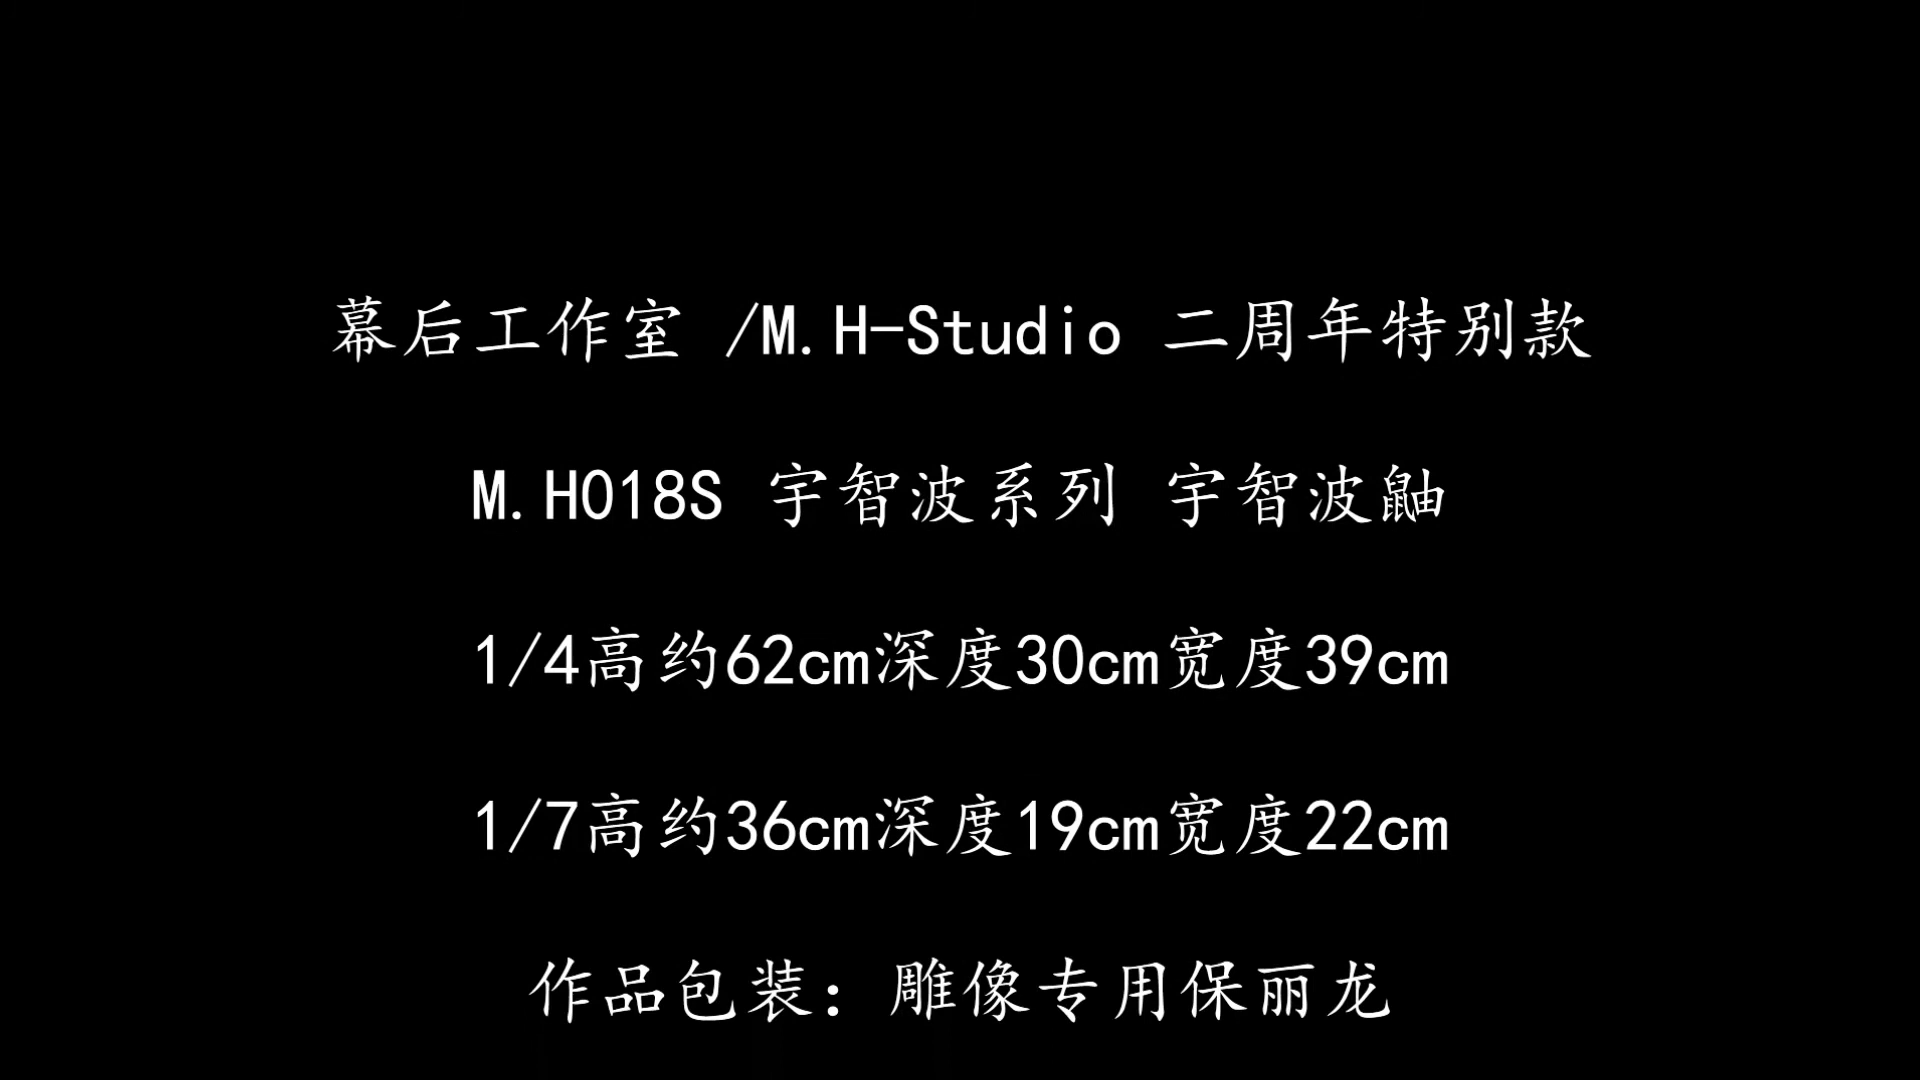 幕后工作室 /M.H-Studio 二周年特别款
M.H018S 宇智波系列 宇智波鼬
1/4高约62cm深度30cm宽度39cm
1/7高约36cm深度19cm宽度22cm
作品包装：雕像专用保丽龙